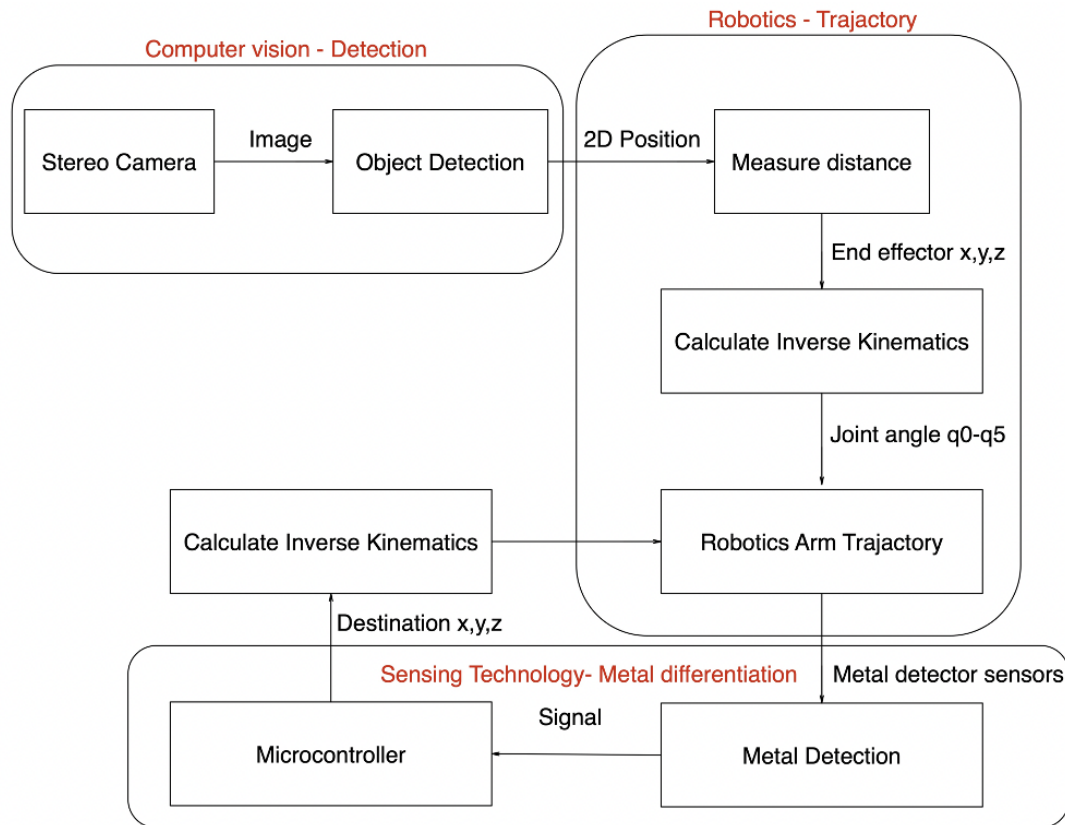 Robotics - Trajactory
Computer vision - Detection
Stereo Camera
Image
Object Detection
2D Position
Measure distance
End effector x,y,z
Calculate Inverse Kinematics
Joint angle q0-q5
Calculate Inverse Kinematics
Robotics Arm Trajactory
Destination x,y,z
Sensing Technology- Metal differentiation
Metal detector sensors
Microcontroller
Signal
Metal Detection